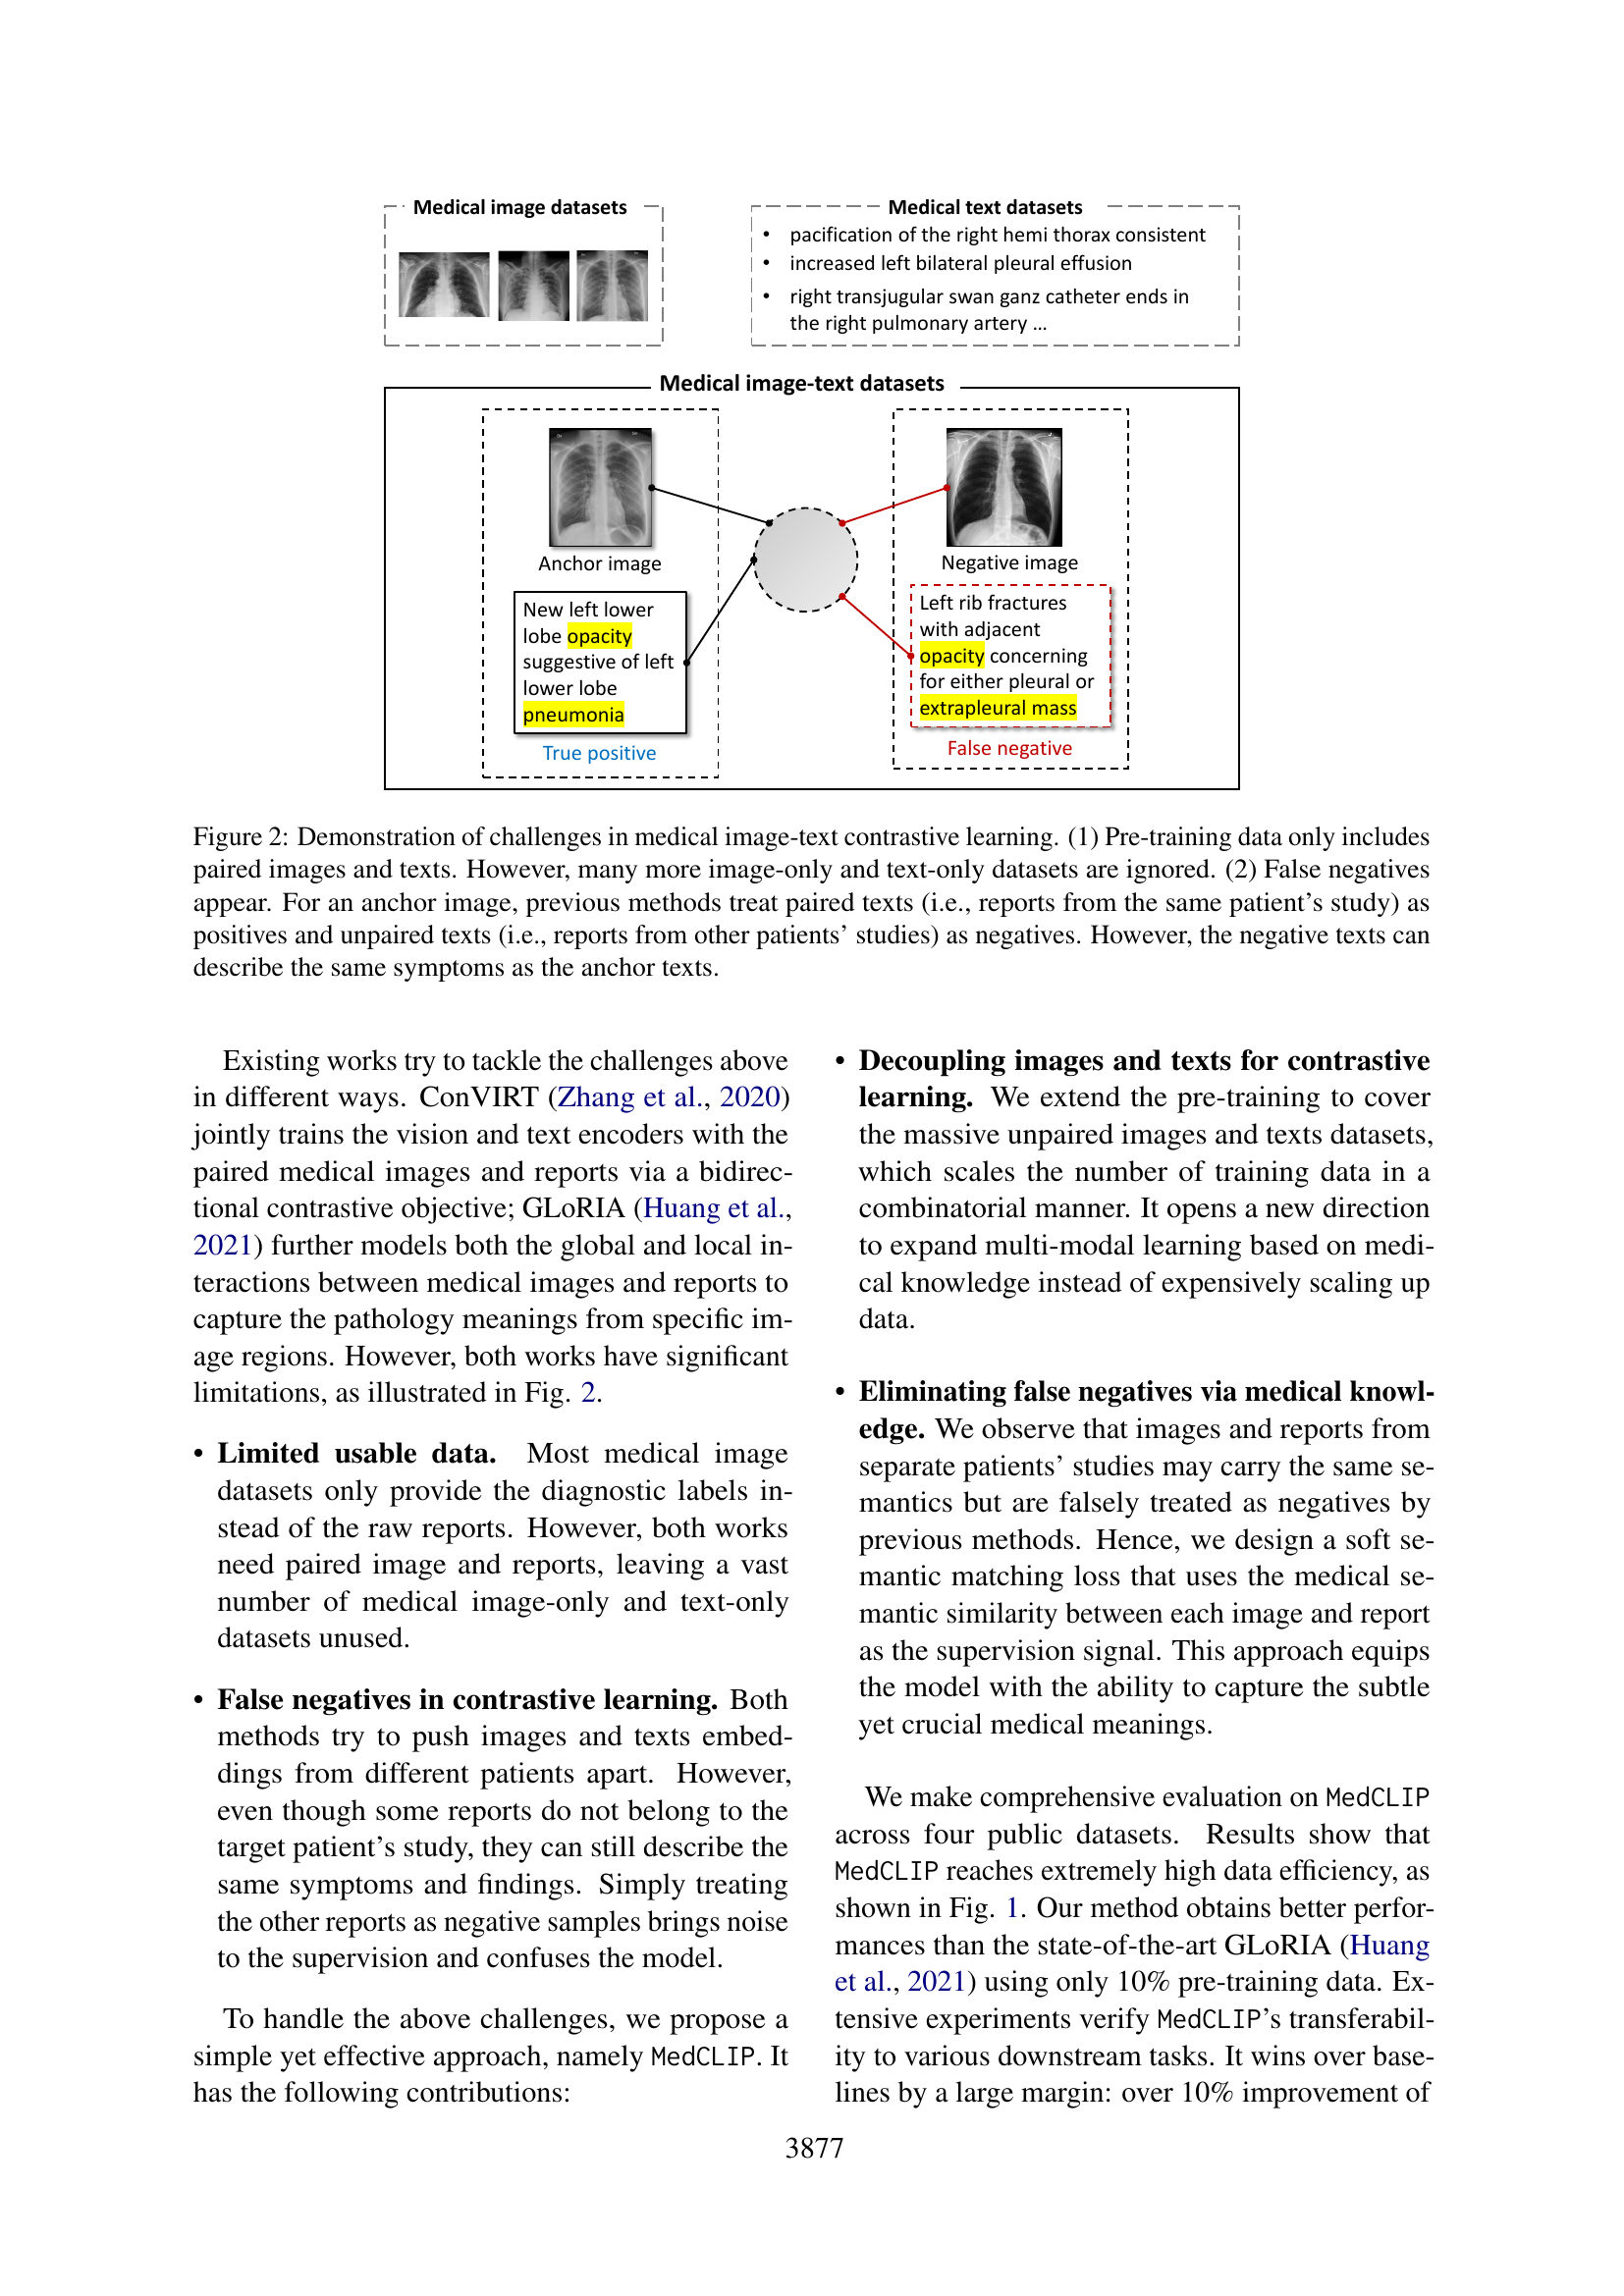 Medical image datasets
Medical text datasets
• pacification of the right hemi thorax consistent
• increased left bilateral pleural effusion
• right transjugular swan ganz catheter ends in
the right pulmonary artery ...
Medical image-text datasets
Anchor image
New left lower
lobe opacity
suggestive of left
lower lobe
pneumonia
True positive
Negative image
Left rib fractures
with adjacent
opacity concerning
for either pleural or
extrapleural mass
False negative
Figure 2: Demonstration of challenges in medical image-text contrastive learning. (1) Pre-training data only includes
paired images and texts. However, many more image-only and text-only datasets are ignored. (2) False negatives
appear. For an anchor image, previous methods treat paired texts (i.e., reports from the same patient's study) as
positives and unpaired texts (i.e., reports from other patients' studies) as negatives. However, the negative texts can
describe the same symptoms as the anchor texts.
Existing works try to tackle the challenges above
in different ways. ConVIRT (Zhang et al., 2020)
jointly trains the vision and text encoders with the
paired medical images and reports via a bidirec-
tional contrastive objective; GLoRIA (Huang et al.,
2021) further models both the global and local in-
teractions between medical images and reports to
capture the pathology meanings from specific im-
age regions. However, both works have significant
limitations, as illustrated in Fig. 2.
• Limited usable data. Most medical image
datasets only provide the diagnostic labels in-
stead of the raw reports. However, both works
need paired image and reports, leaving a vast
number of medical image-only and text-only
datasets unused.
• False negatives in contrastive learning. Both
methods try to push images and texts embed-
dings from different patients apart. However,
even though some reports do not belong to the
target patient's study, they can still describe the
same symptoms and findings. Simply treating
the other reports as negative samples brings noise
to the supervision and confuses the model.
To handle the above challenges, we propose a
simple yet effective approach, namely MedCLIP. It
has the following contributions:
• Decoupling images and texts for contrastive
learning. We extend the pre-training to cover
the massive unpaired images and texts datasets,
which scales the number of training data in a
combinatorial manner. It opens a new direction
to expand multi-modal learning based on medi-
cal knowledge instead of expensively scaling up
data.
• Eliminating false negatives via medical knowl-
edge. We observe that images and reports from
separate patients' studies may carry the same se-
mantics but are falsely treated as negatives by
previous methods. Hence, we design a soft se-
mantic matching loss that uses the medical se-
mantic similarity between each image and report
as the supervision signal. This approach equips
the model with the ability to capture the subtle
yet crucial medical meanings.
We make comprehensive evaluation on MedCLIP
across four public datasets. Results show that
MedCLIP reaches extremely high data efficiency, as
shown in Fig. 1. Our method obtains better perfor-
mances than the state-of-the-art GLoRIA (Huang
et al., 2021) using only 10% pre-training data. Ex-
tensive experiments verify MedCLIP's transferabil-
ity to various downstream tasks. It wins over base-
lines by a large margin: over 10% improvement of
3877